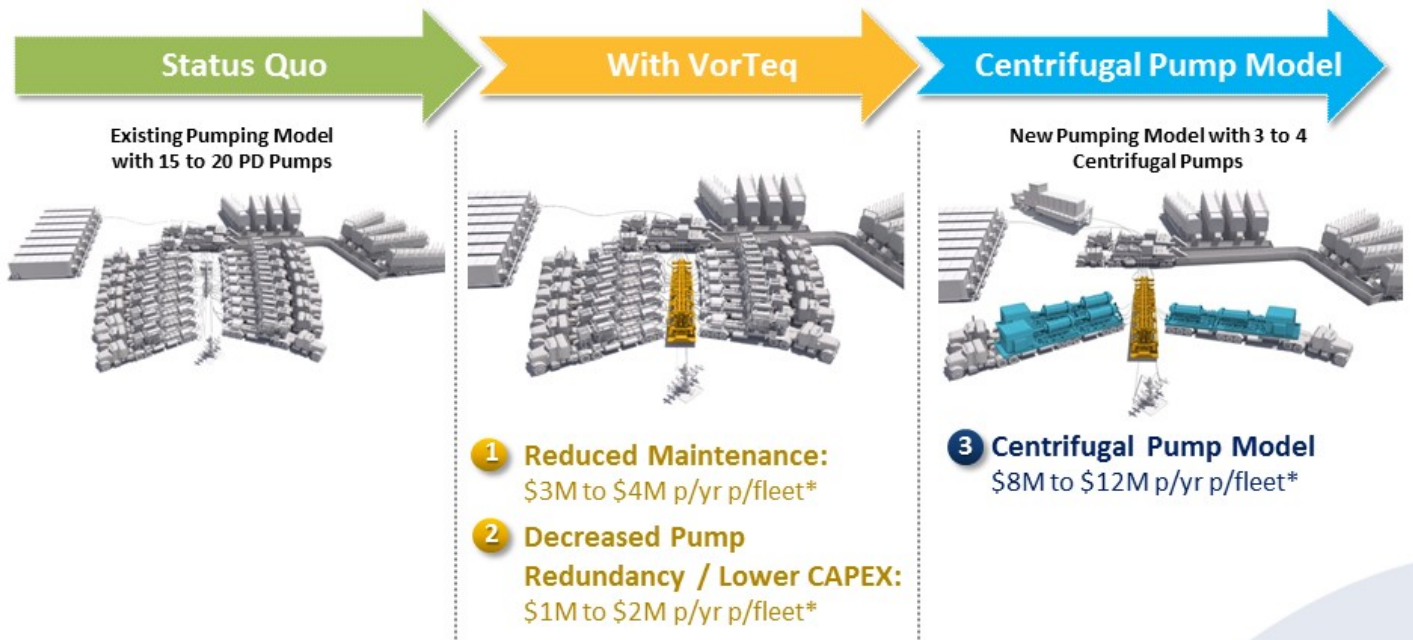 Status Quo
With VorTeq
Centrifugal Pump Model
Existing Pumping Model
with 15 to 20 PD Pumps
New Pumping Model with 3 to 4
Centrifugal Pumps
1 Reduced Maintenance:
$3M to $4M p/yr p/fleet*
2 Decreased Pump
Redundancy / Lower CAPEX:
$1M to $2M p/yr p/fleet*
3 Centrifugal Pump Model
$8M to $12M p/yr p/fleet*